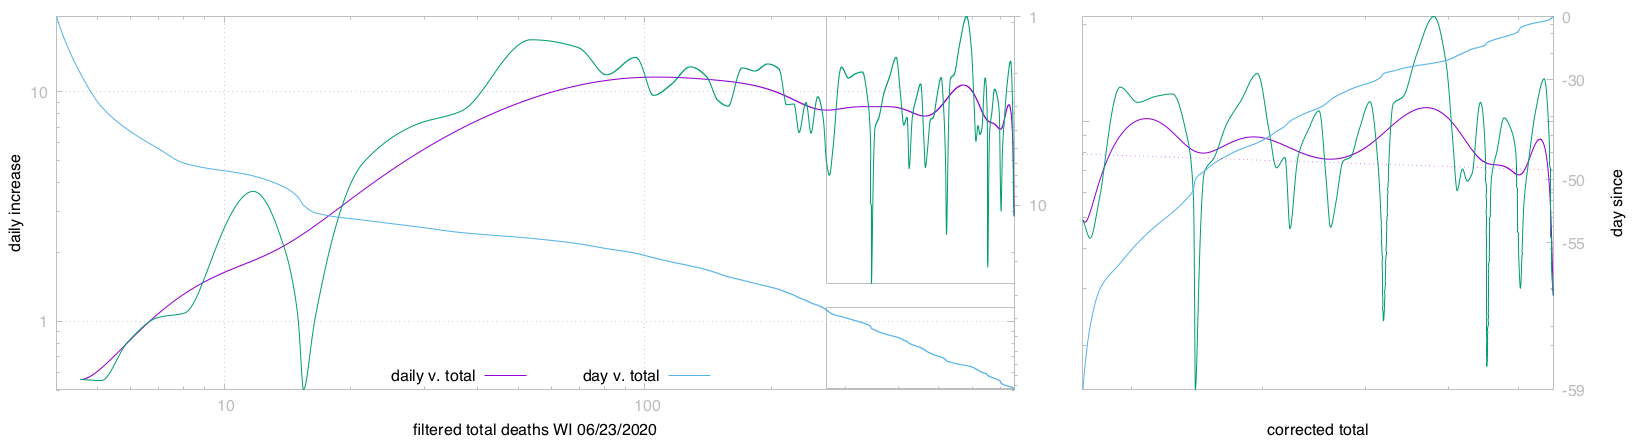 daily increase
10
1
10
100
daily v. total
day v. total
filtered total deaths WI 06/23/2020
1
10
0
-30
-50
-55
-59
day since
corrected total